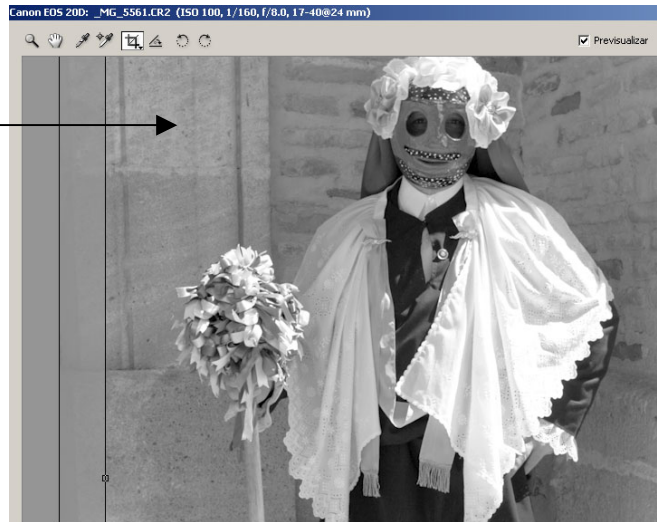 Canon EOS 20D: _MG_5561.CR2 (ISO 100, 1/160, f/8.0, 17-40@24 mm)
Previsualizar